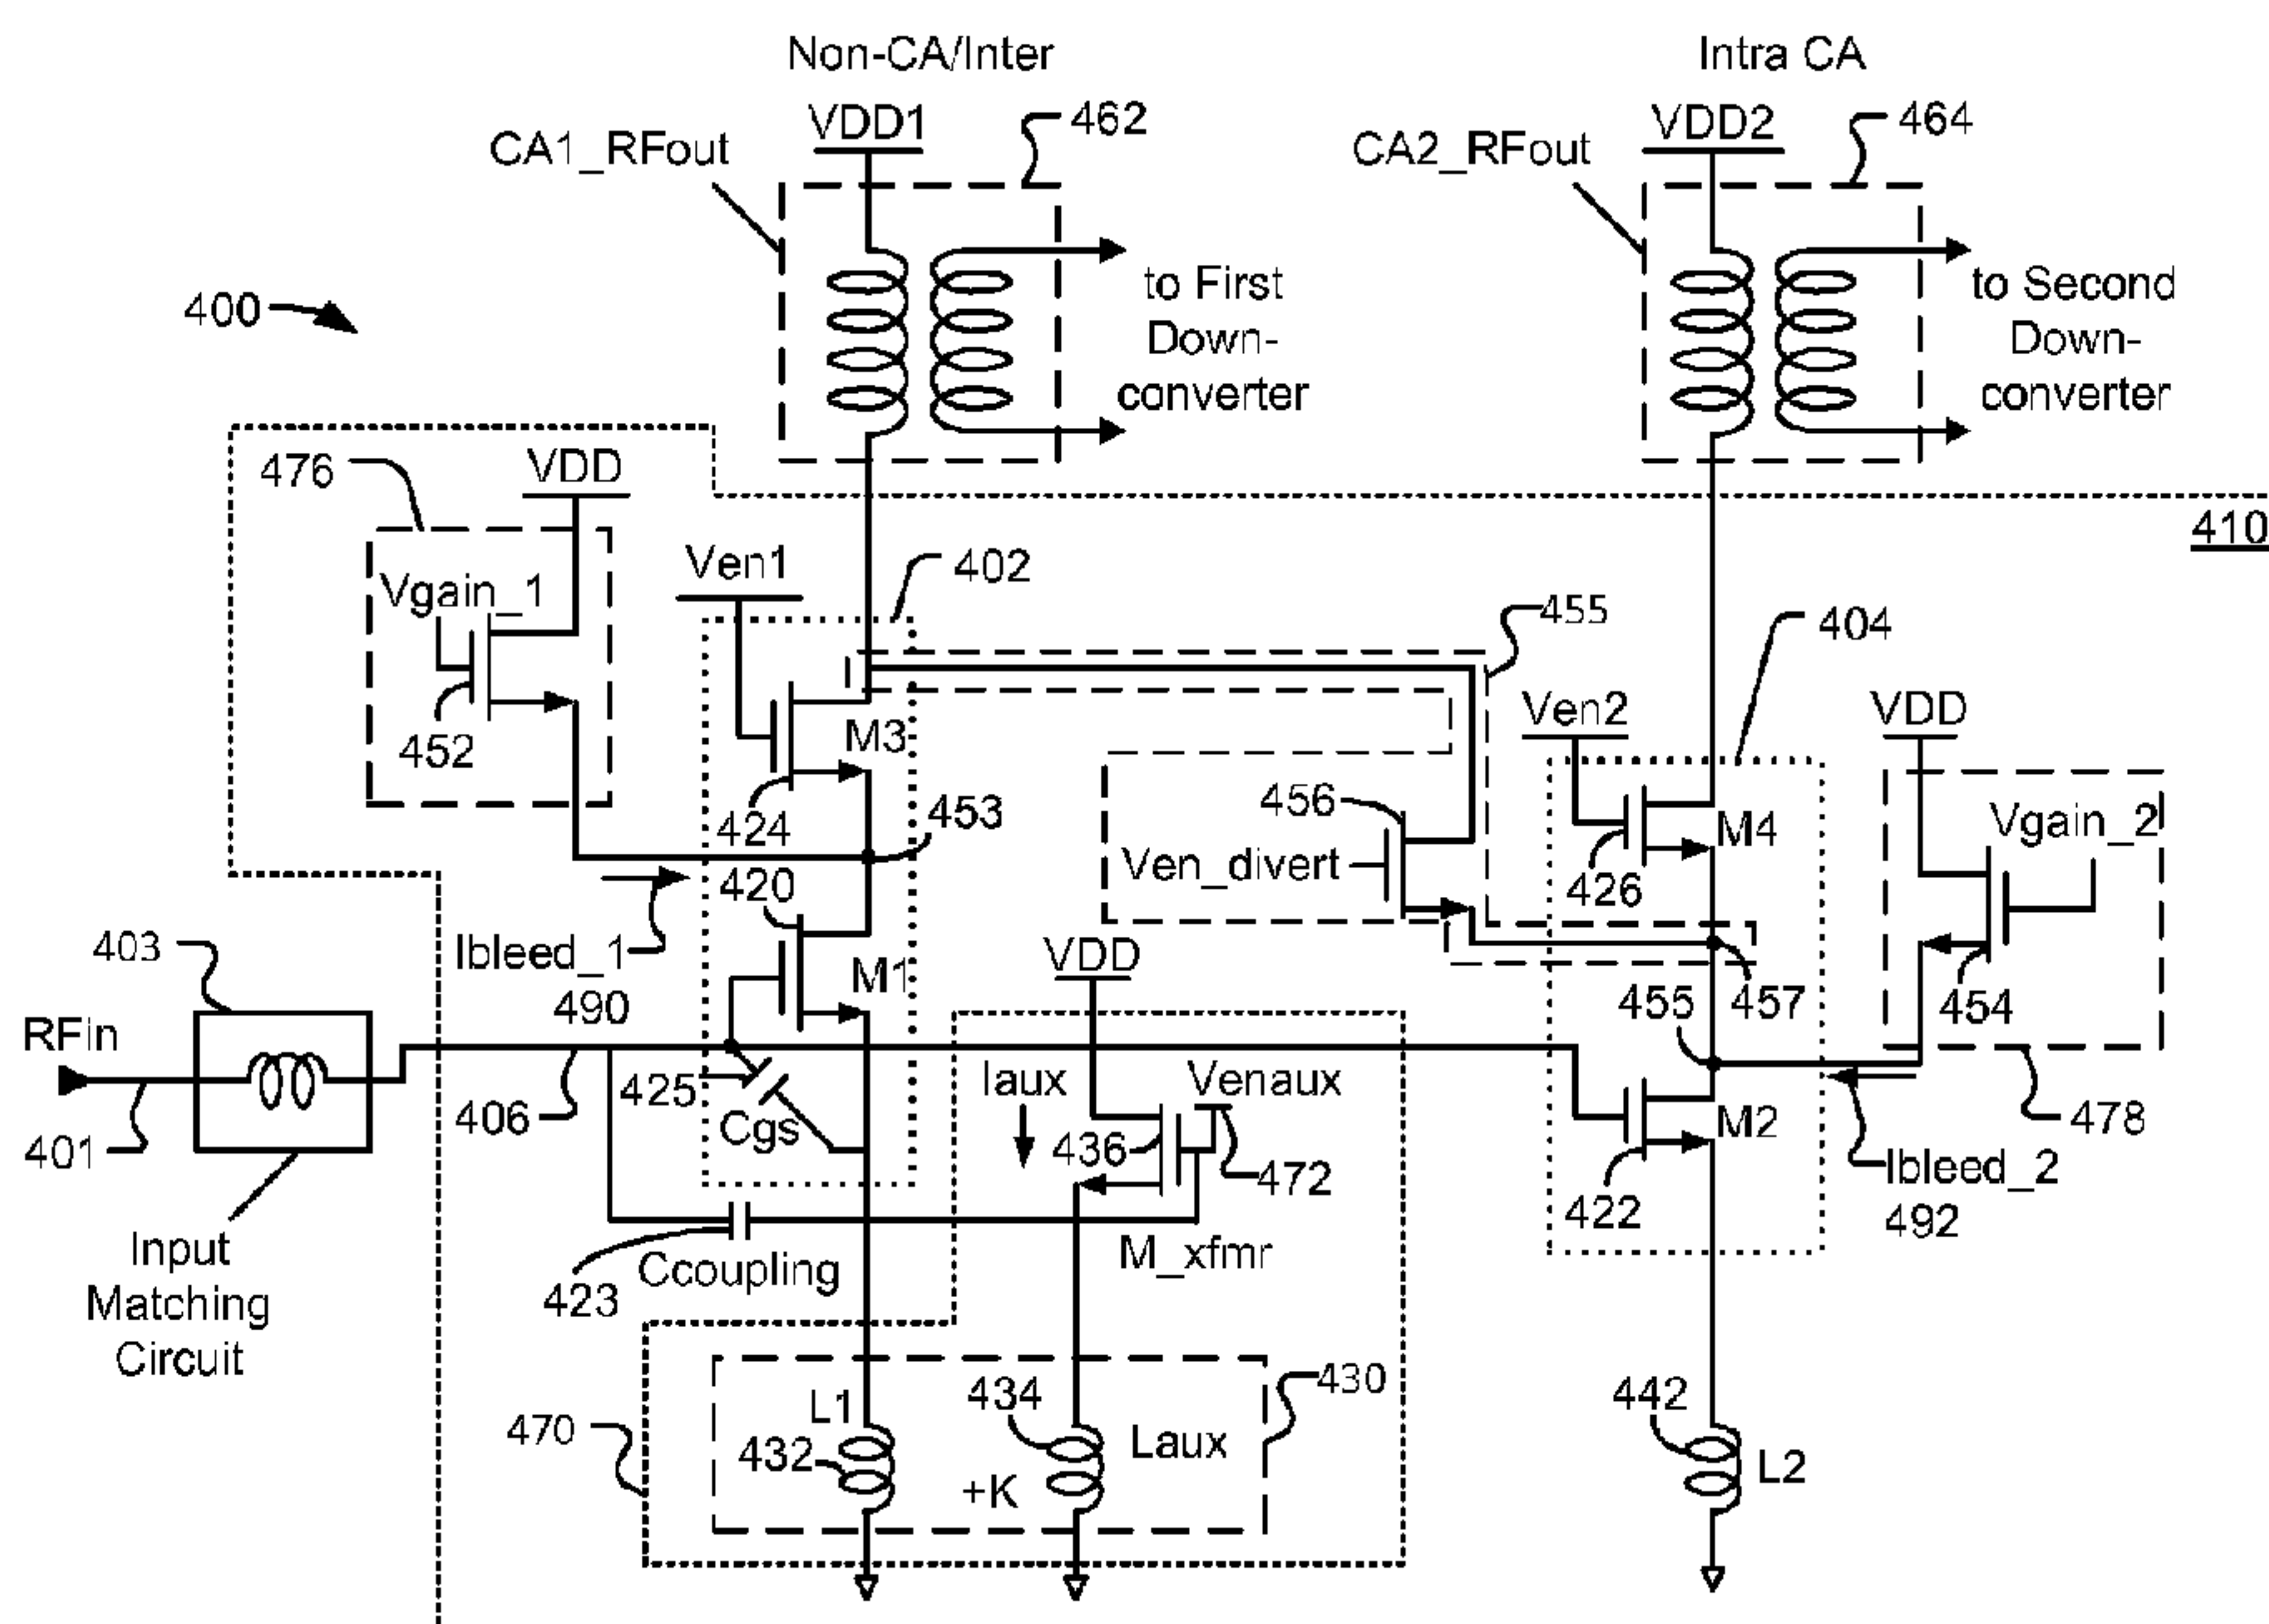 Non-CA/Inter
Intra CA
VDD1
462
VDD2
464
CA1_RFout
CA2_RFout
400
to First
Down-
converter
to Second
Down-
converter
476
VDD
410
Ven1
402
Vgain_1
455
404
Ven2
VDD
452
M3
424
453
456
Vgain_2
M4
Ven_divert
426
420
403
Ibleed_1
490
M1
VDD
455
457
454
RFin
425
Iaux
Venaux
401
406
Cgs
436
472
M2
478
Ibleed_2
492
422
Input
Matching
Circuit
423
Ccoupling
M_xfmr
430
L1
434
442
470
432
Laux
+K
L2